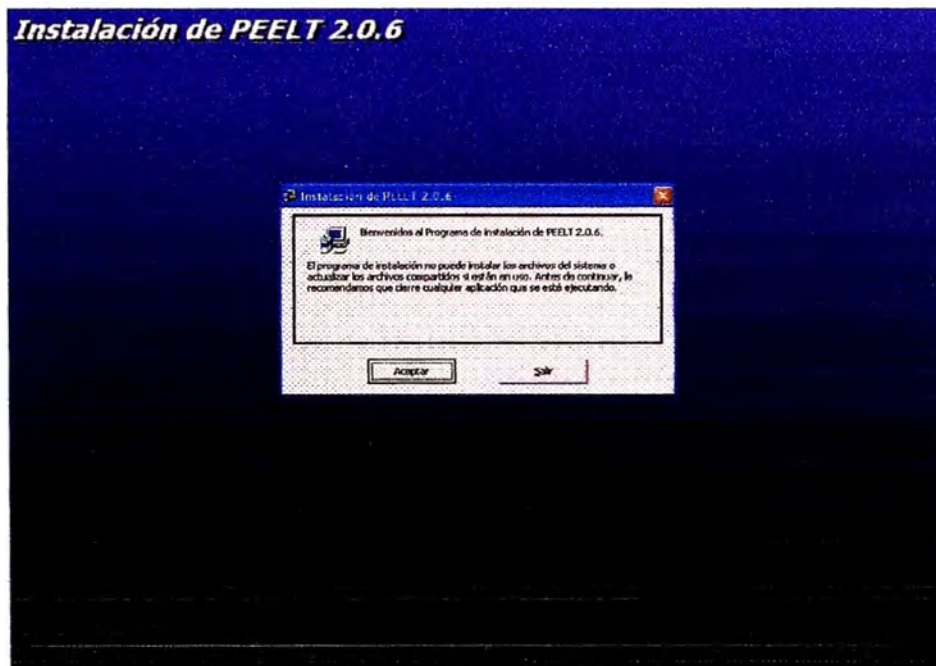 Instalación de PEELT 2.0.6
Instalación de PEELT 2.0.6
Bienvenidos al Programa de instalación de PEELT 2.0.6.
El programa de instalación no puede instalar los archivos del sistema o
actualizar los archivos compartidos si están en uso. Antes de continuar, le
recomendamos que cierre cualquier aplicación que se esté ejecutando.
Aceptar
Salir